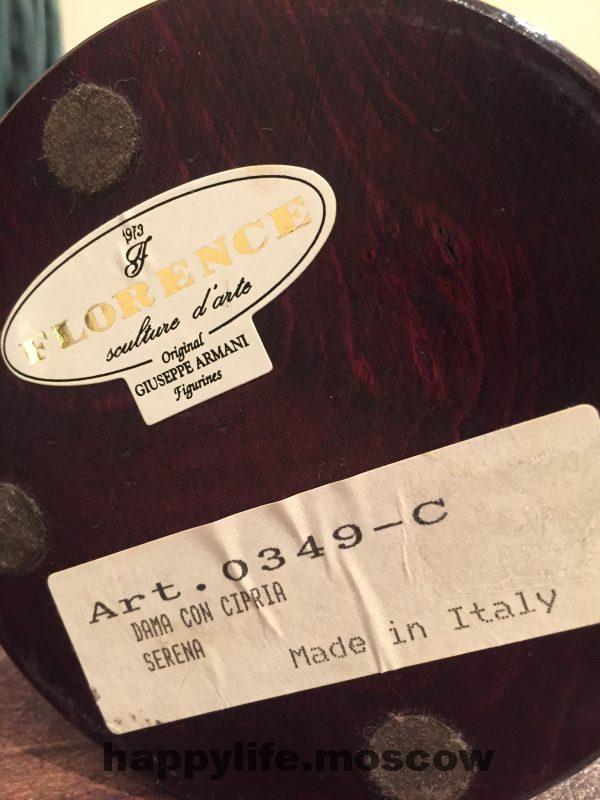 1973
FLORENCE
sculture d'arte
Original
GIUSEPPE ARMANI
Figurines
Art. 0349-C
DAMA CON CIPRIA
SERENA
Made in Italy
happylife.moscow